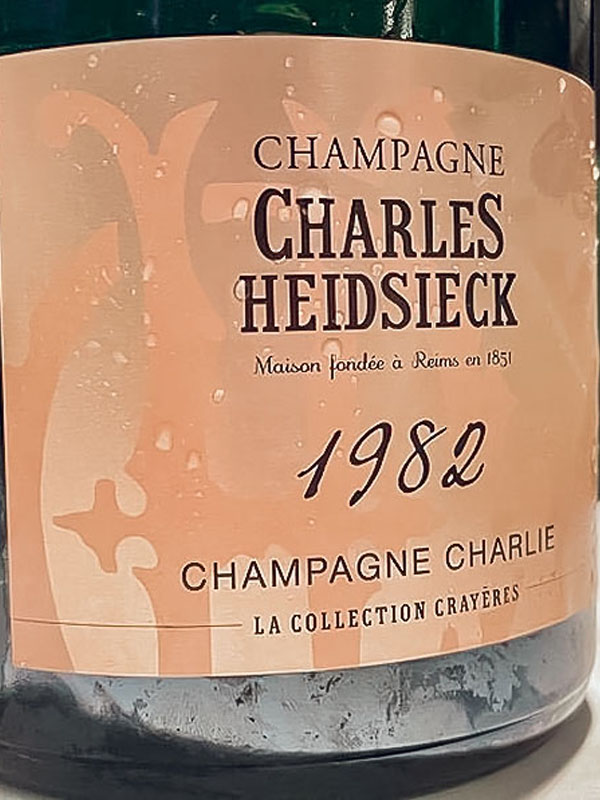 CHAMPAGNE
CHARLES
HEIDSIECK
Maison fondée à Reims en 1851
1982
CHAMPAGNE CHARLIE
LA COLLECTION CRAYÈRES